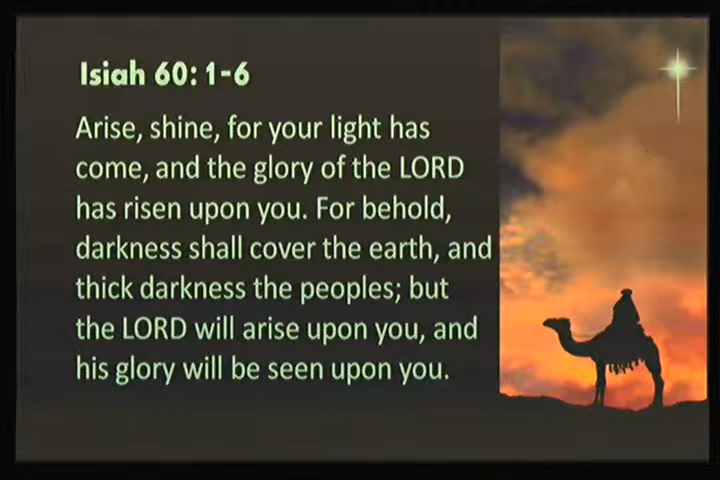 Isiah 60: 1-6
Arise, shine, for your light has
come, and the glory of the LORD
has risen upon you. For behold,
darkness shall cover the earth, and
thick darkness the peoples; but
the LORD will arise upon you, and
his glory will be seen upon you.